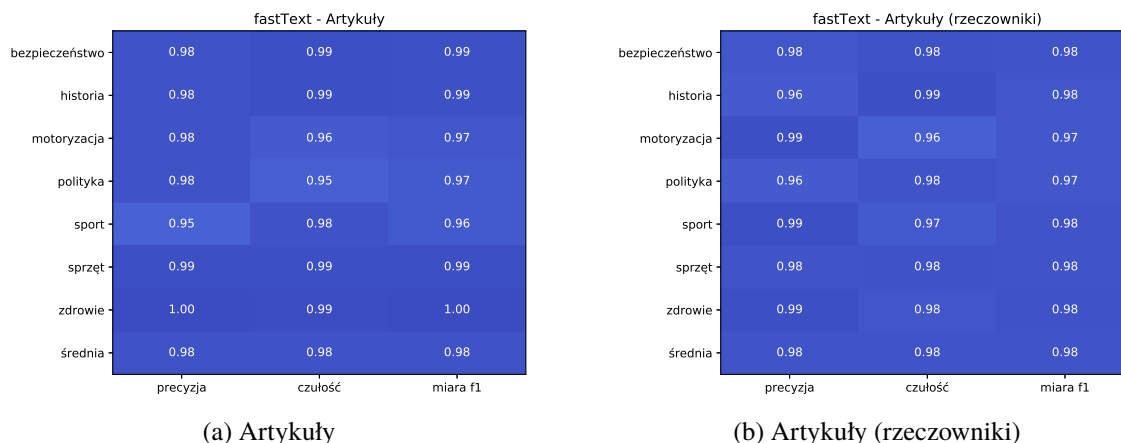 fastText - Artykuły
bezpieczeństwo 0.98 0.99 0.99
historia 0.98 0.99 0.99
motoryzacja 0.98 0.96 0.97
polityka 0.98 0.95 0.97
sport 0.95 0.98 0.96
sprzęt 0.99 0.99 0.99
zdrowie 1.00 0.99 1.00
średnia 0.98 0.98 0.98
precyzja czułość miara f1
(a) Artykuły
fastText - Artykuły (rzeczowniki)
bezpieczeństwo 0.98 0.98 0.98
historia 0.96 0.99 0.98
motoryzacja 0.99 0.96 0.97
polityka 0.96 0.98 0.97
sport 0.99 0.97 0.98
sprzęt 0.98 0.98 0.98
zdrowie 0.99 0.98 0.98
średnia 0.98 0.98 0.98
precyzja czułość miara f1
(b) Artykuły (rzeczowniki)